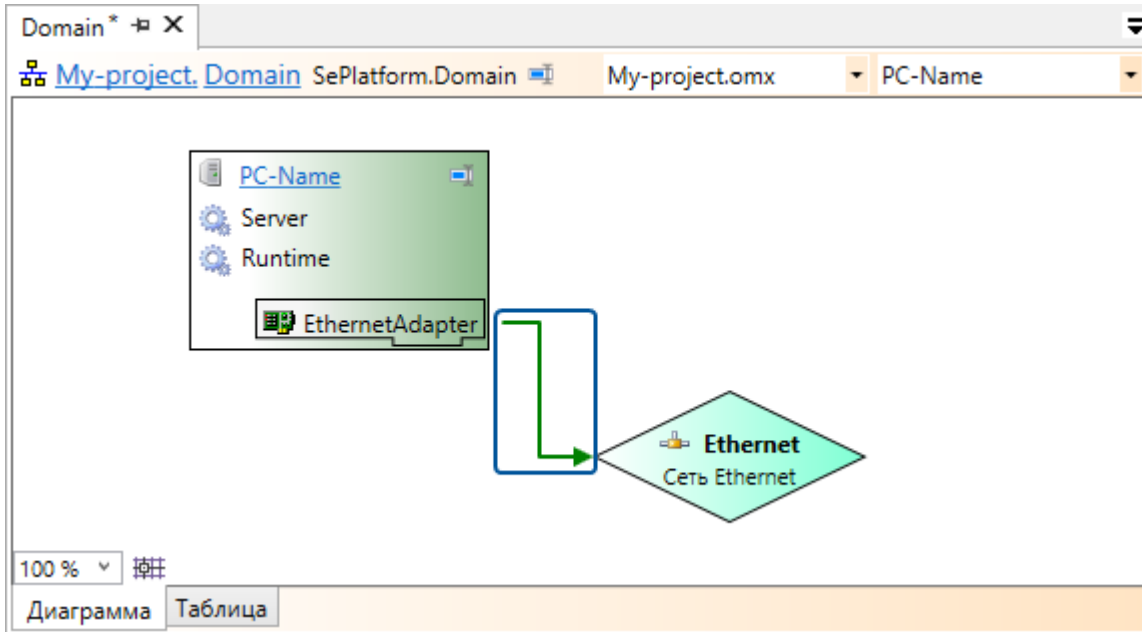 Domain*
My-project. Domain SePlatform.Domain My-project.omx PC-Name
PC-Name
Server
Runtime
EthernetAdapter
Ethernet
Сеть Ethernet
100 %
Диаграмма Таблица